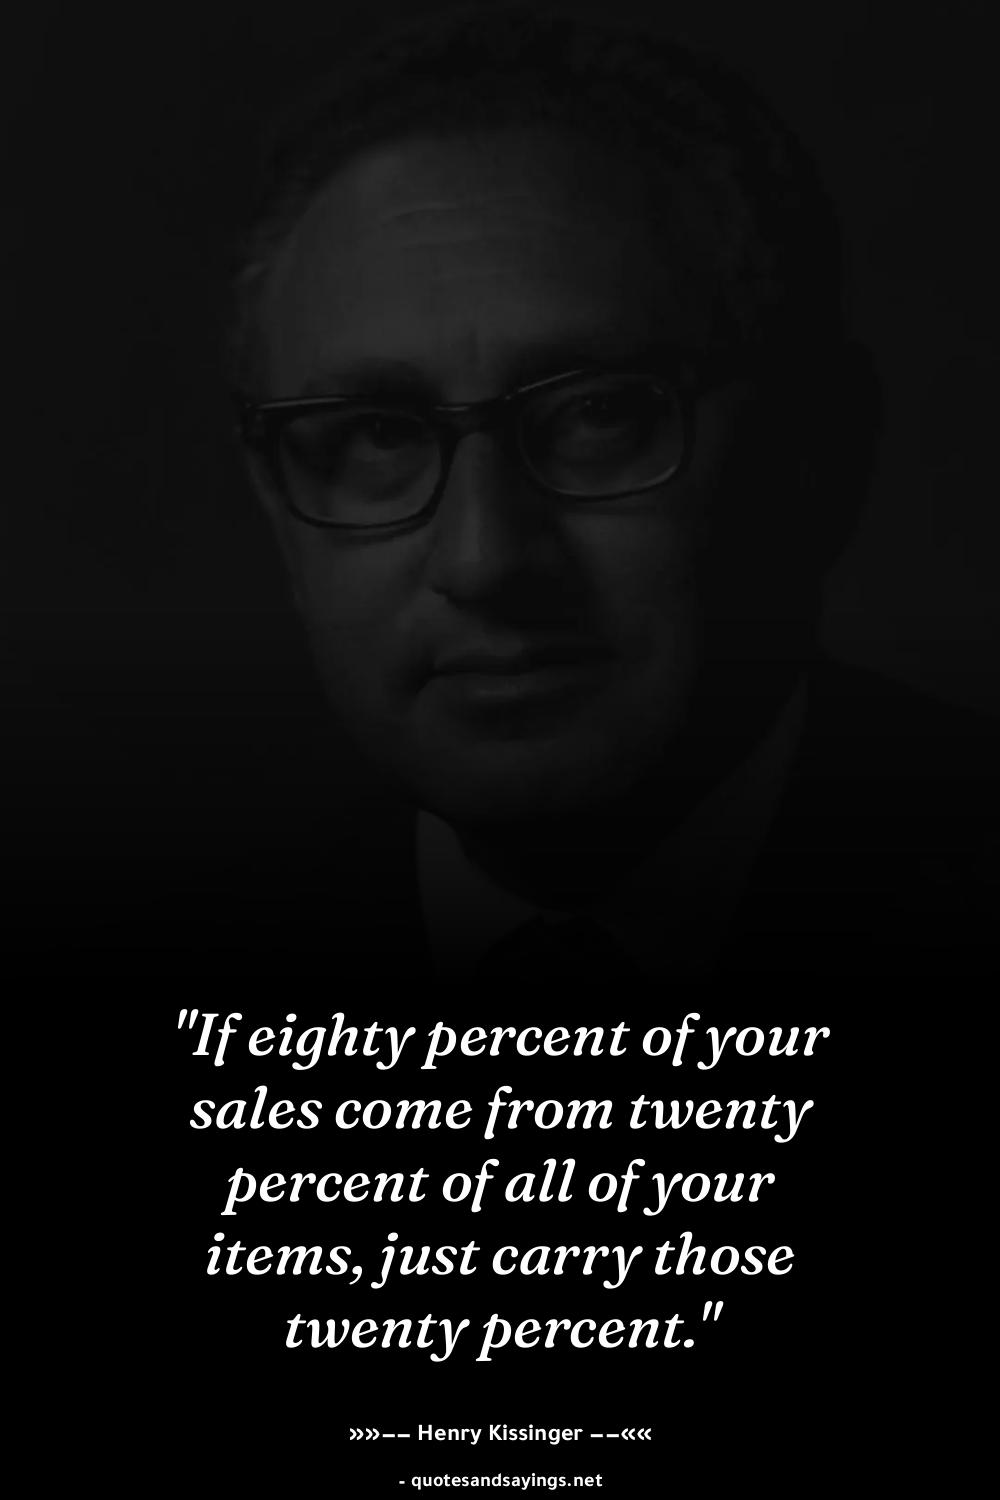 "If eighty percent of your
sales come from twenty
percent of all of your
items, just carry those
twenty percent."
»»−− Henry Kissinger −−««
- quotesandsayings.net